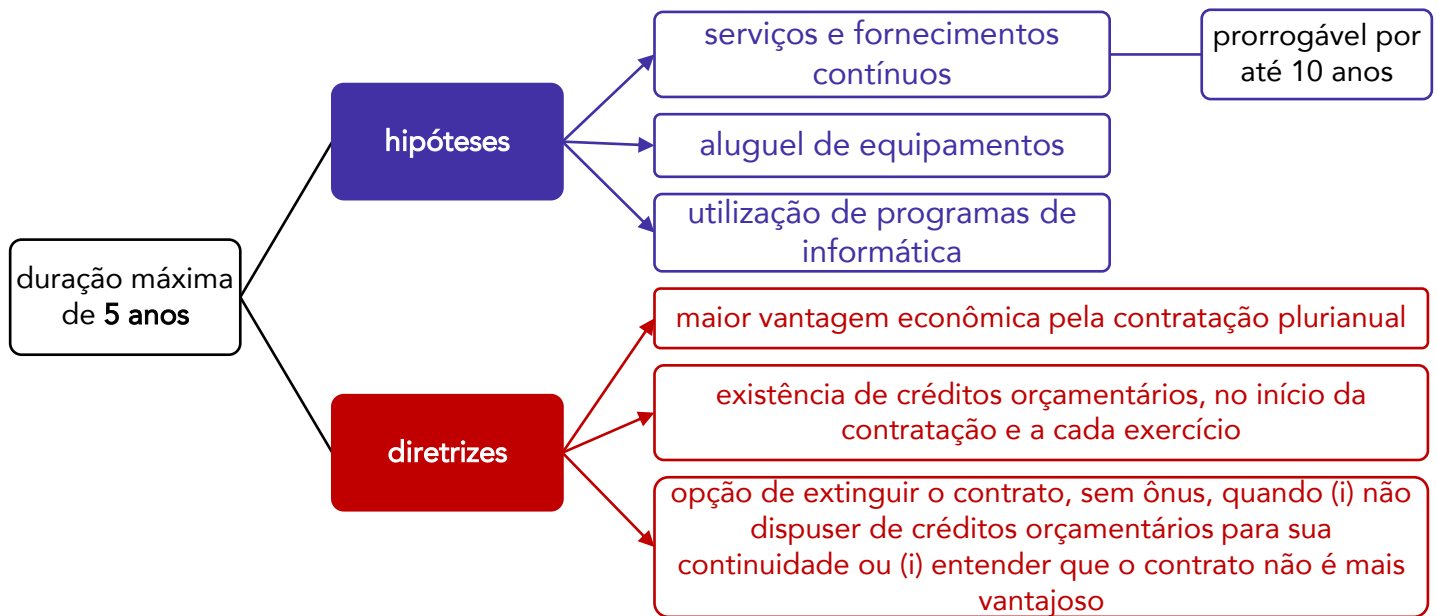 serviços e fornecimentos
contínuos
prorrogável por
até 10 anos
hipóteses
aluguel de equipamentos
utilização de programas de
informática
duração máxima
de 5 anos
maior vantagem econômica pela contratação plurianual
existência de créditos orçamentários, no início da
contratação e a cada exercício
diretrizes
opção de extinguir o contrato, sem ônus, quando (i) não
dispuser de créditos orçamentários para sua
continuidade ou (i) entender que o contrato não é mais
vantajoso